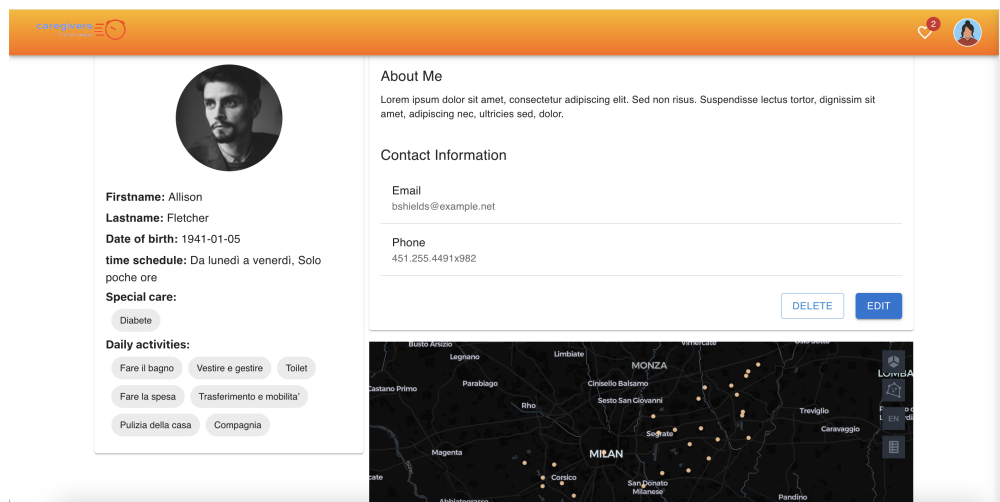 caregivers
2
About Me
Lorem ipsum dolor sit amet, consectetur adipiscing elit. Sed non risus. Suspendisse lectus tortor, dignissim sit
amet, adipiscing nec, ultricies sed, dolor.
Contact Information
Email
bshields@example.net
Phone
451.255.4491x982
DELETE
EDIT
Firstname: Allison
Lastname: Fletcher
Date of birth: 1941-01-05
time schedule: Da lunedì a venerdì, Solo
poche ore
Special care:
Diabete
Daily activities:
Fare il bagno
Vestire e gestire
Toilet
Fare la spesa
Trasferimento e mobilita'
Pulizia della casa
Compagnia
Busto Arsizio
Vimercate
Legnano
Limbiate
MONZA
LOMBA
Castano Primo
Parabiago
Cinisello Balsamo
Sesto San Giovanni
Rho
Treviglio
EN
Caravaggio
Segrate
Magenta
MILAN
Corsico
San Donato
Milanese
Pandino
Abbiategrasso